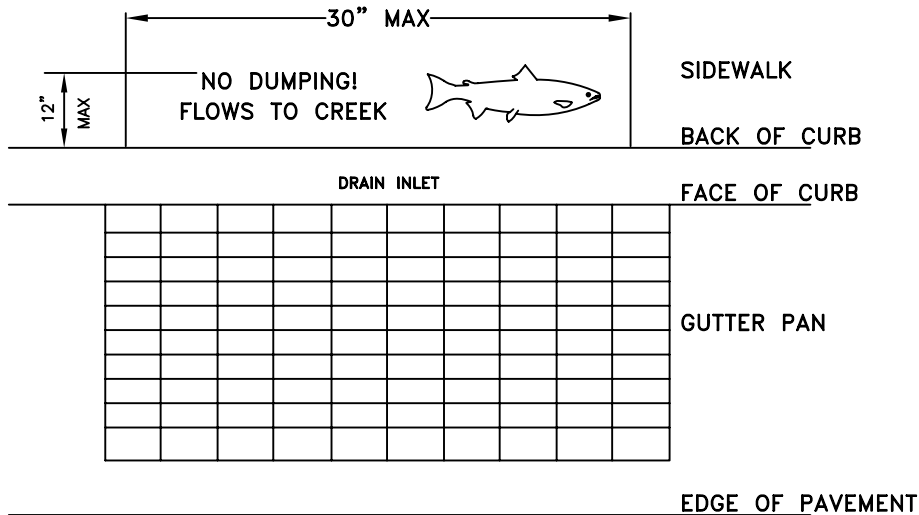 30” MAX
NO DUMPING!
FLOWS TO CREEK
12”
MAX
SIDEWALK
BACK OF CURB
DRAIN INLET
FACE OF CURB
GUTTER PAN
EDGE OF PAVEMENT